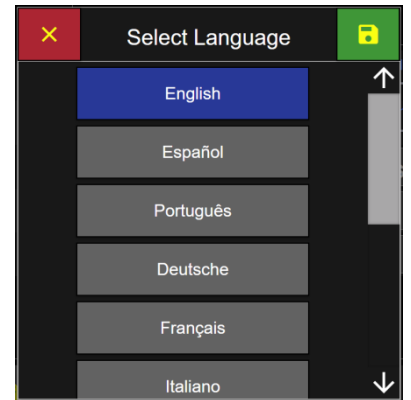 Select Language
English
Español
Português
Deutsche
Français
Italiano